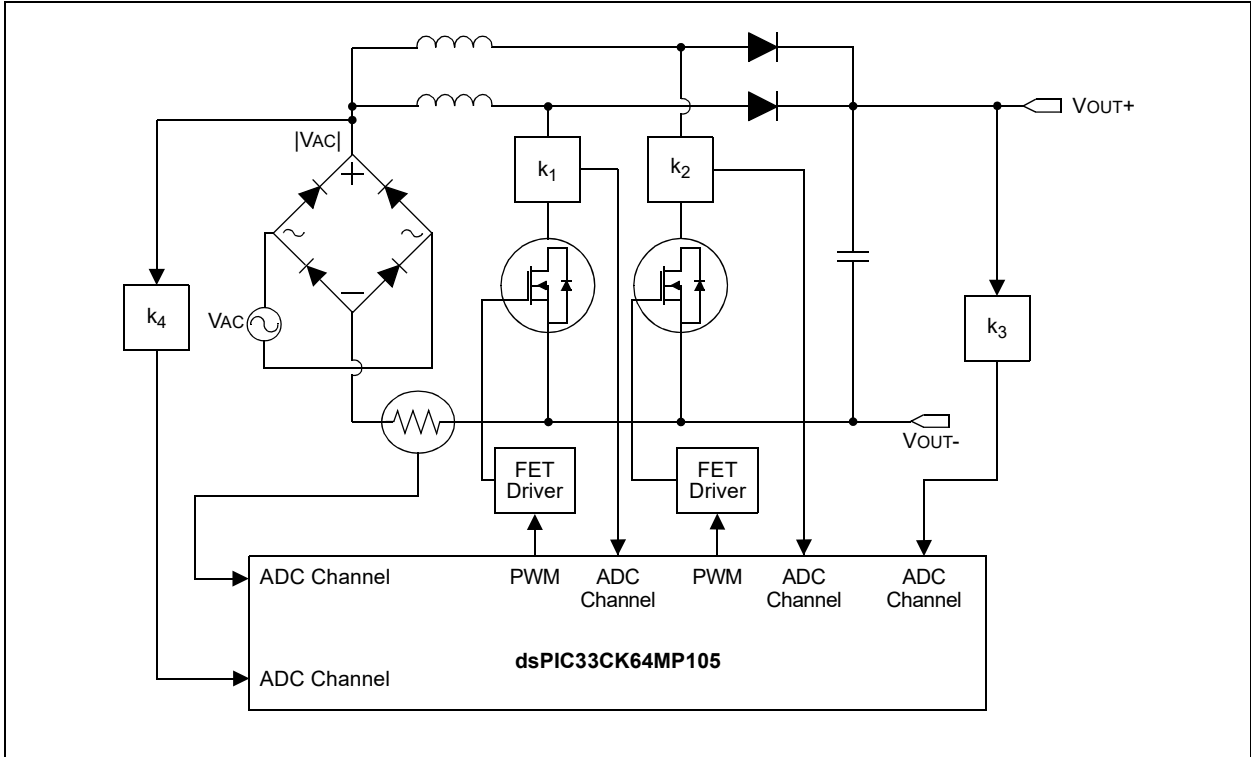 VOUT+
|VAC|
k1
k2
k4
VAC
k3
VOUT-
FET
Driver
FET
Driver
ADC Channel
PWM
ADC
Channel
PWM
ADC
Channel
ADC
Channel
dsPIC33CK64MP105
ADC Channel